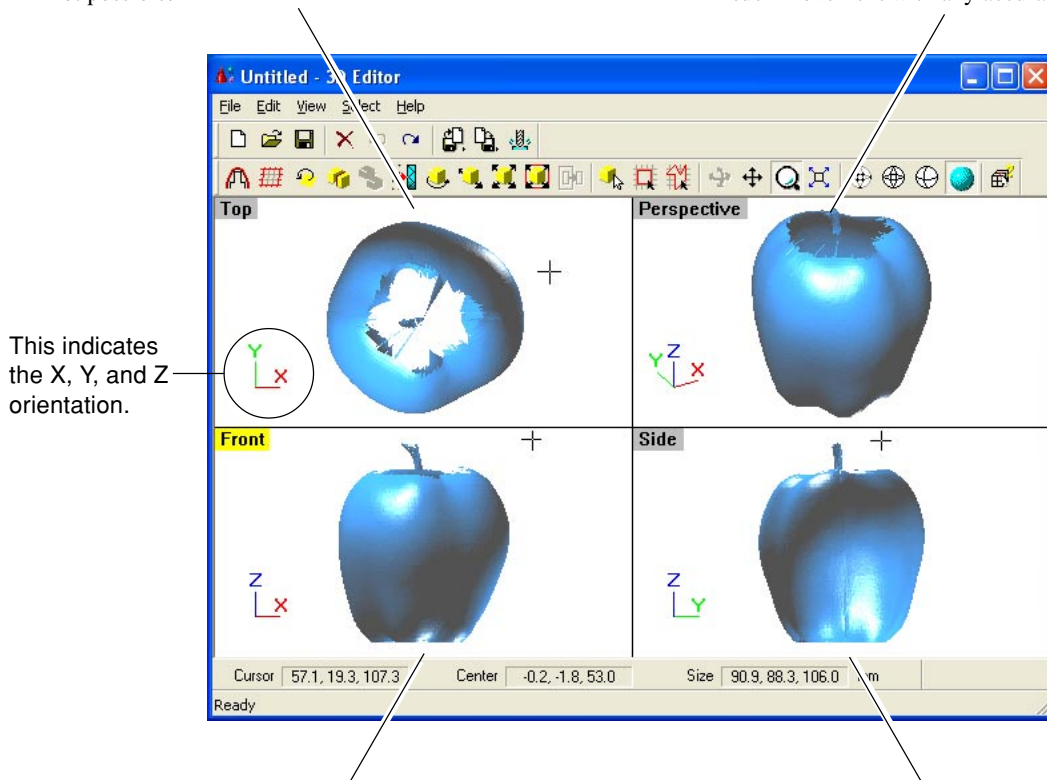 Untitled - 3D Editor
File Edit View Select Help
Top
Perspective
This indicates
the X, Y, and Z
orientation.
Y
X
Z
Y
X
Front
Side
Z
X
Z
Y
Cursor 57.1, 19.3, 107.3 Center -0.2, -1.8, 53.0 Size 90.9, 88.3, 106.0
Ready